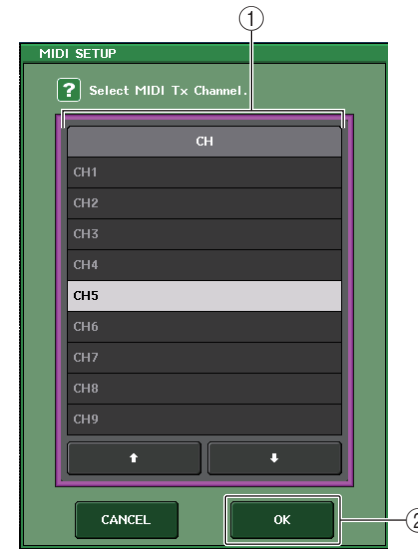 ①
MIDI SETUP
? Select MIDI Tx Channel.
CH
CH1
CH2
CH3
CH4
CH5
CH6
CH7
CH8
CH9
CANCEL
OK
②